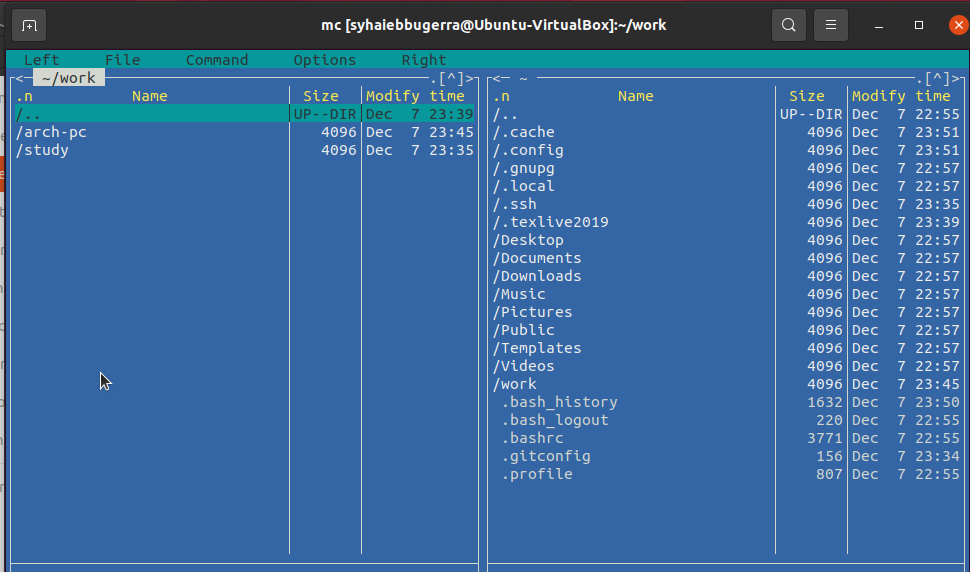 mc [syhaiebbugerra@Ubuntu-VirtualBox]:~/work
Left File Command Options Right
<─ ~/work ─.[^]>
.n Name Size Modify time
/.. UP--DIR Dec 7 23:39
/arch-pc 4096 Dec 7 23:45
/study 4096 Dec 7 23:35
<─ ~ ─.[^]>
.n Name Size Modify time
/.. UP--DIR Dec 7 22:55
/.cache 4096 Dec 7 23:51
/.config 4096 Dec 7 23:51
/.gnupg 4096 Dec 7 22:57
/.local 4096 Dec 7 22:57
/.ssh 4096 Dec 7 23:35
/.texlive2019 4096 Dec 7 23:39
/Desktop 4096 Dec 7 22:57
/Documents 4096 Dec 7 22:57
/Downloads 4096 Dec 7 22:57
/Music 4096 Dec 7 22:57
/Pictures 4096 Dec 7 22:57
/Public 4096 Dec 7 22:57
/Templates 4096 Dec 7 22:57
/Videos 4096 Dec 7 22:57
/work 4096 Dec 7 23:45
.bash_history 1632 Dec 7 23:50
.bash_logout 220 Dec 7 22:55
.bashrc 3771 Dec 7 22:55
.gitconfig 156 Dec 7 23:34
.profile 807 Dec 7 22:55